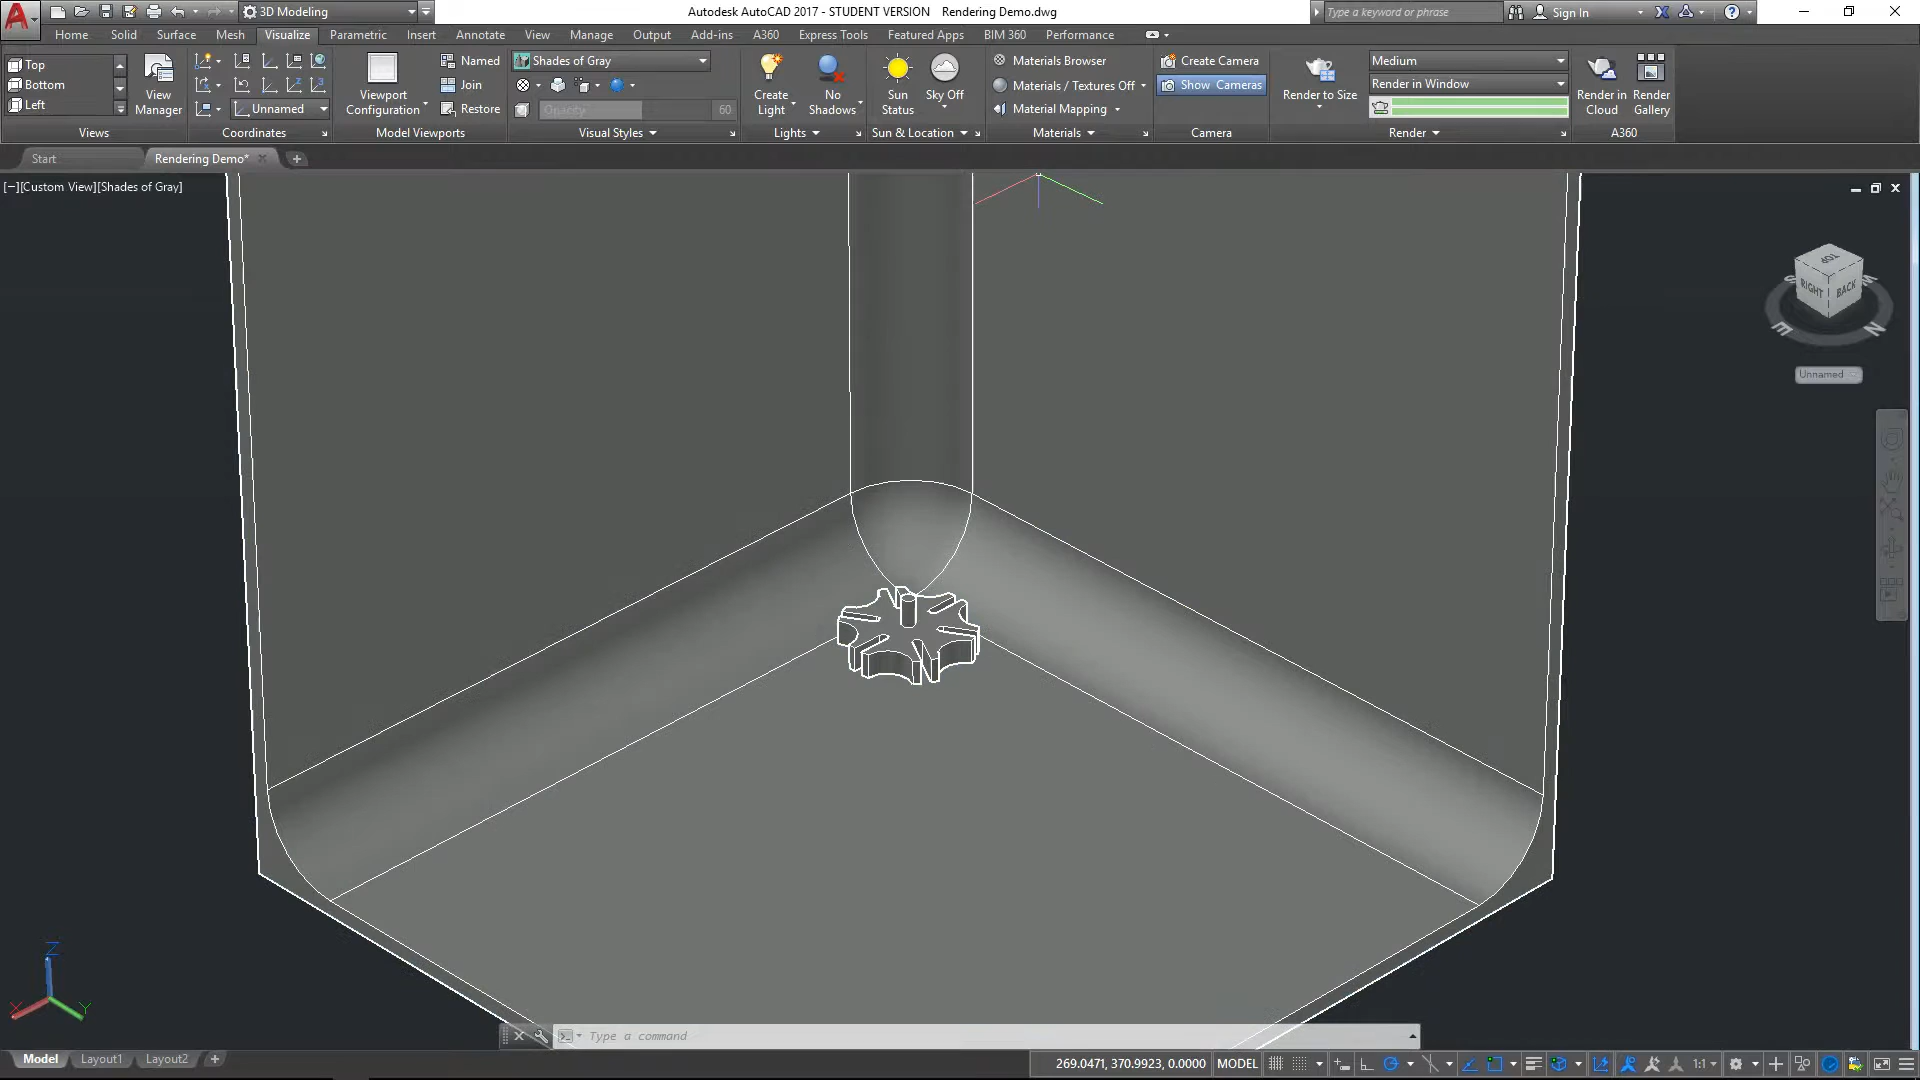 3D Modeling
Autodesk AutoCAD 2017 - STUDENT VERSION Rendering Demo.dwg
Type a keyword or phrase
Sign In
Home Solid Surface Mesh Visualize Parametric Insert Annotate View Manage Output Add-ins A360 Express Tools Featured Apps BIM 360 Performance
Top
Bottom
Left
View
Manager
Views
Unnamed
Coordinates
Viewport
Configuration
Named
Join
Restore
Model Viewports
Shades of Gray
Opacity 60
Visual Styles
Create
Light
No
Shadows
Lights
Sun
Status
Sky Off
Sun & Location
Materials Browser
Materials / Textures Off
Material Mapping
Materials
Create Camera
Show Cameras
Camera
Render to Size
Medium
Render in Window
Render
Render in
Cloud
Render
Gallery
A360
Start
Rendering Demo*
[−][Custom View][Shades of Gray]
TOP
RIGHT
BACK
S
W
E
N
Unnamed
Z
X
Y
Type a command
Model Layout1 Layout2
269.0471, 370.9923, 0.0000 MODEL
1:1